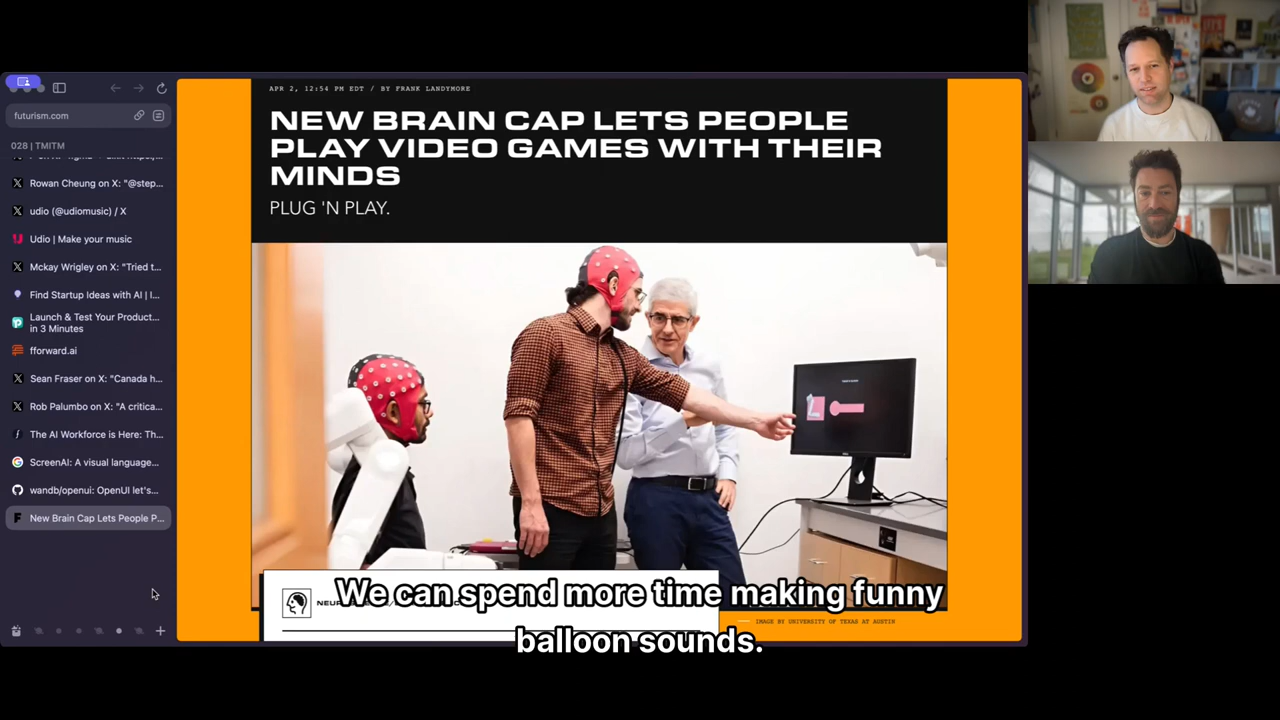 futurism.com
028 | TMITM
Rowan Cheung on X: "@step...
udio (@udiomusic) / X
Udio | Make your music
Mckay Wrigley on X: "Tried t...
Find Startup Ideas with AI | I...
Launch & Test Your Product...
in 3 Minutes
fforward.ai
Sean Fraser on X: "Canada h...
Rob Palumbo on X: "A critica...
The AI Workforce is Here: Th...
ScreenAI: A visual language...
wandb/openui: OpenUI let's...
New Brain Cap Lets People P...
APR 2, 12:54 PM EDT / BY FRANK LANDYMORE
NEW BRAIN CAP LETS PEOPLE
PLAY VIDEO GAMES WITH THEIR
MINDS
PLUG 'N PLAY.
IMAGE BY UNIVERSITY OF TEXAS AT AUSTIN
We can spend more time making funny
balloon sounds.